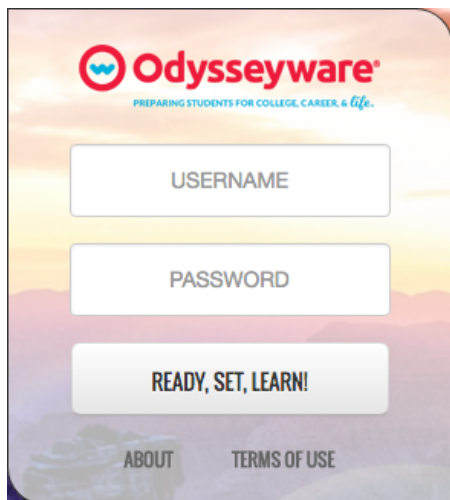 Odysseyware®
PREPARING STUDENTS FOR COLLEGE, CAREER, & life.
USERNAME
PASSWORD
READY, SET, LEARN!
ABOUT TERMS OF USE